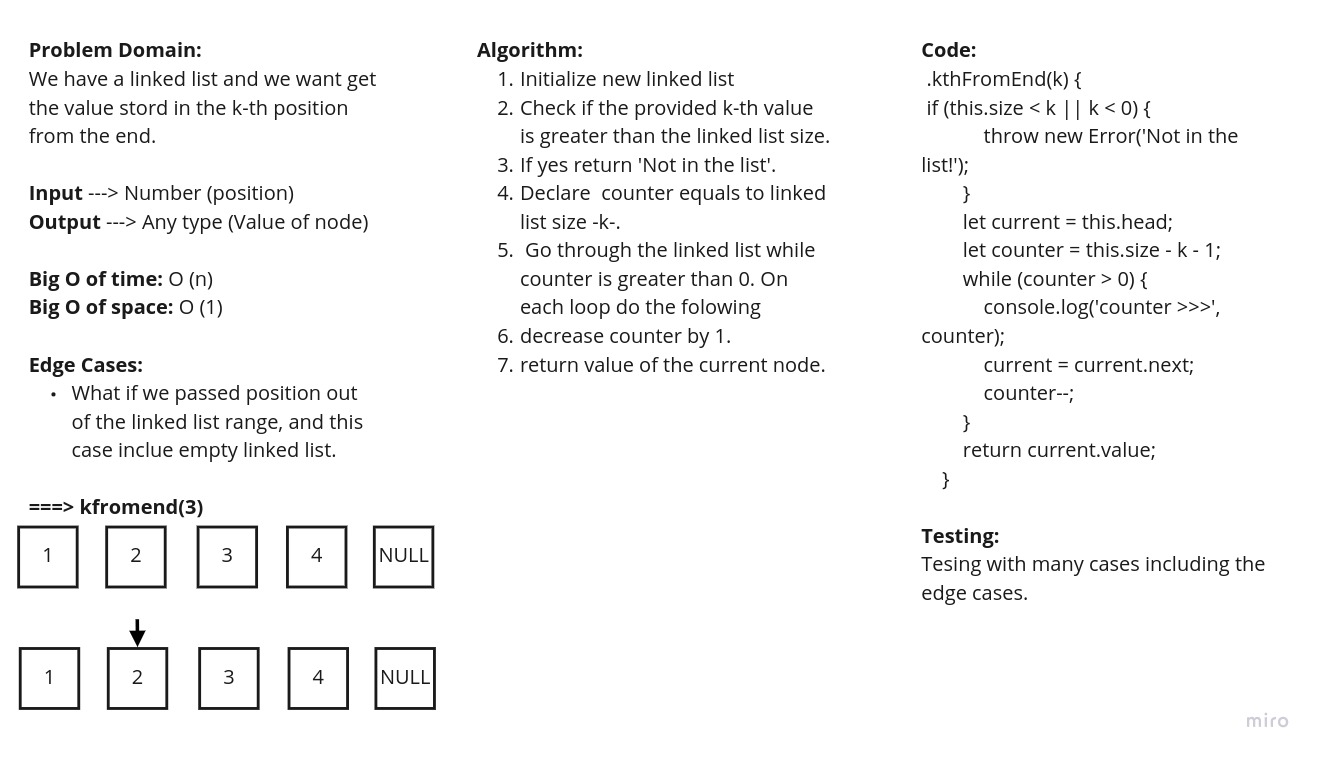 Problem Domain:
We have a linked list and we want get
the value stord in the k-th position
from the end.
Input ---> Number (position)
Output ---> Any type (Value of node)
Big O of time: O (n)
Big O of space: O (1)
Edge Cases:
• What if we passed position out
of the linked list range, and this
case inclue empty linked list.
===> kfromend(3)
1 2 3 4 NULL
1 2 3 4 NULL
Algorithm:
1. Initialize new linked list
2. Check if the provided k-th value
is greater than the linked list size.
3. If yes return 'Not in the list'.
4. Declare  counter equals to linked
list size -k-.
5.  Go through the linked list while
counter is greater than 0. On
each loop do the folowing
6. decrease counter by 1.
7. return value of the current node.
Code:
.kthFromEnd(k) {
if (this.size < k || k < 0) {
throw new Error('Not in the
list!');
}
let current = this.head;
let counter = this.size - k - 1;
while (counter > 0) {
console.log('counter >>>',
counter);
current = current.next;
counter--;
}
return current.value;
}
Testing:
Tesing with many cases including the
edge cases.
miro